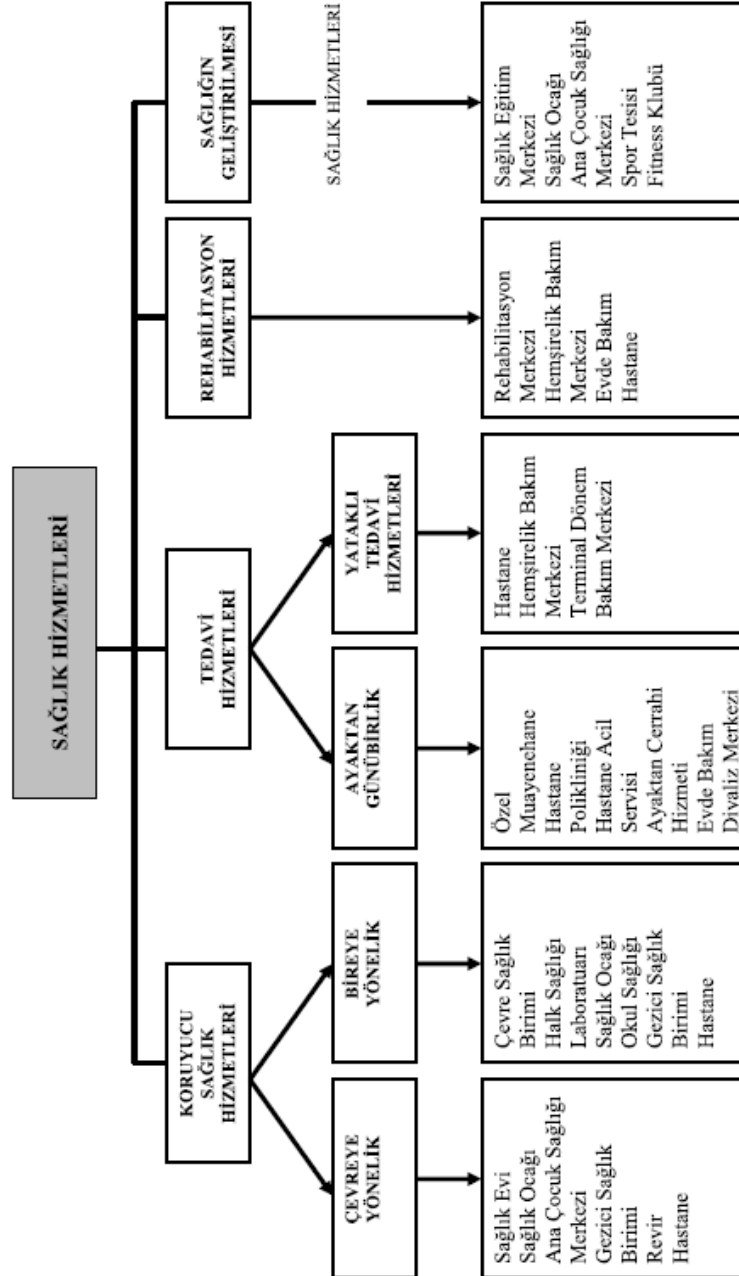 SAĞLIK HİZMETLERİ
KORUYUCU
SAĞLIK
HİZMETLERİ
TEDAVİ
HİZMETLERİ
REHABİLITASYON
HİZMETLERİ
SAĞLIĞIN
GELİŞTİRİLMESİ
SAĞLIK HİZMETLERİ
ÇEVREYE
YÖNELİK
BİREYE
YÖNELİK
AYAKTAN
GÜNÜBİRLİK
YATAKLI
TEDAVİ
HİZMETLERİ
Sağlık Evi
Sağlık Ocağı
Ana Çocuk Sağlığı
Merkezi
Gezici Sağlık
Birimi
Revir
Hastane
Çevre Sağlık
Birimi
Halk Sağlığı
Laboratuarı
Sağlık Ocağı
Okul Sağlığı
Gezici Sağlık
Birimi
Hastane
Özel
Muayenehane
Hastane
Polikliniği
Hastane Acil
Servisi
Ayaktan Cerrahi
Hizmeti
Evde Bakım
Divaliz Merkezi
Hastane
Hemşirelik Bakım
Merkezi
Terminal Dönem
Bakım Merkezi
Rehabilitasyon
Merkezi
Hemşirelik Bakım
Merkezi
Evde Bakım
Hastane
Sağlık Eğitim
Merkezi
Sağlık Ocağı
Ana Çocuk Sağlığı
Merkezi
Spor Tesisi
Fitness Klubü